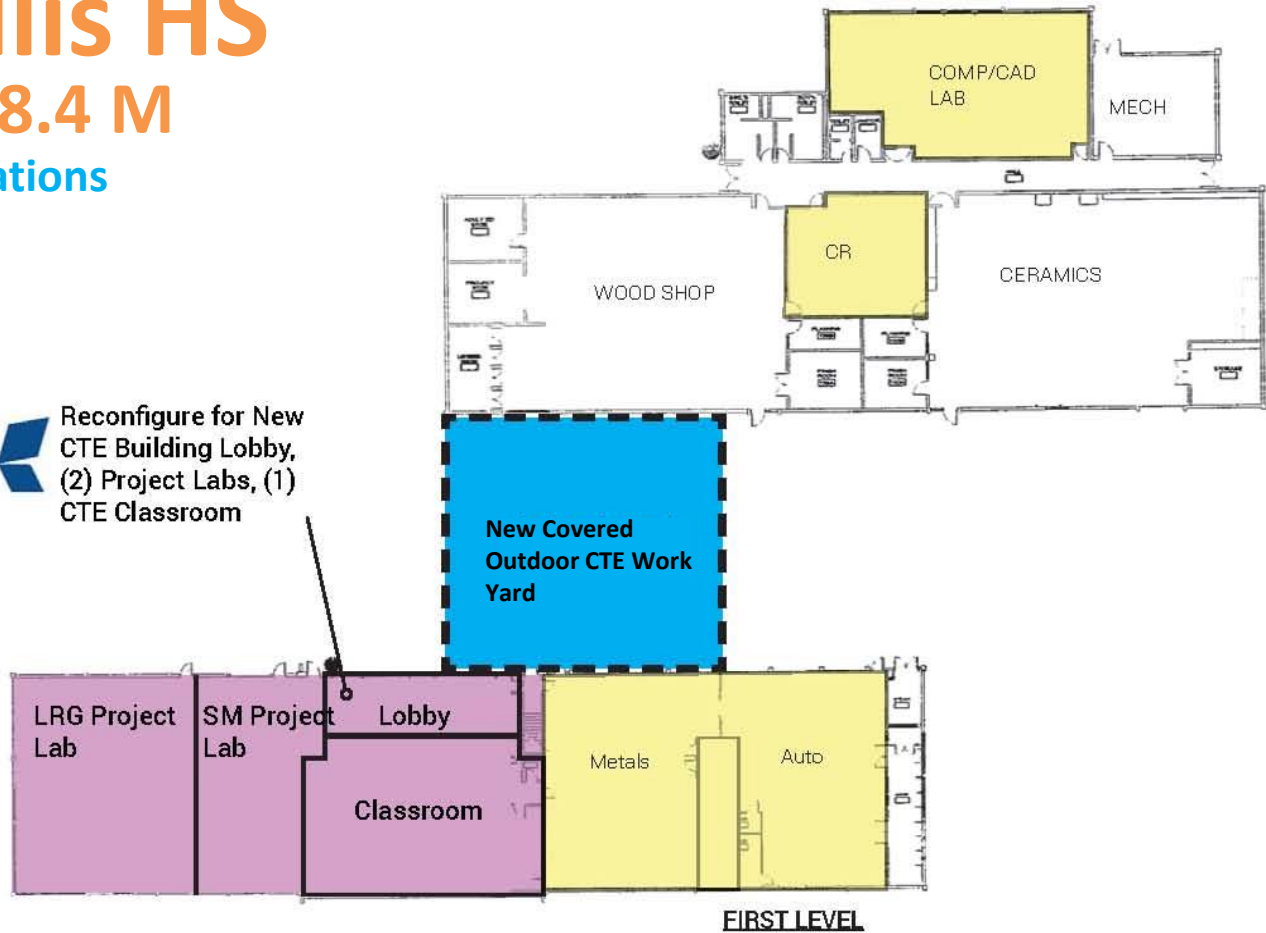 llis HS
8.4 M
ations
COMP/CAD
LAB
MECH
CR
WOOD SHOP
CERAMICS
Reconfigure for New
CTE Building Lobby,
(2) Project Labs, (1)
CTE Classroom
New Covered
Outdoor CTE Work
Yard
LRG Project
Lab
SM Project
Lab
Lobby
Classroom
Metals
Auto
FIRST LEVEL